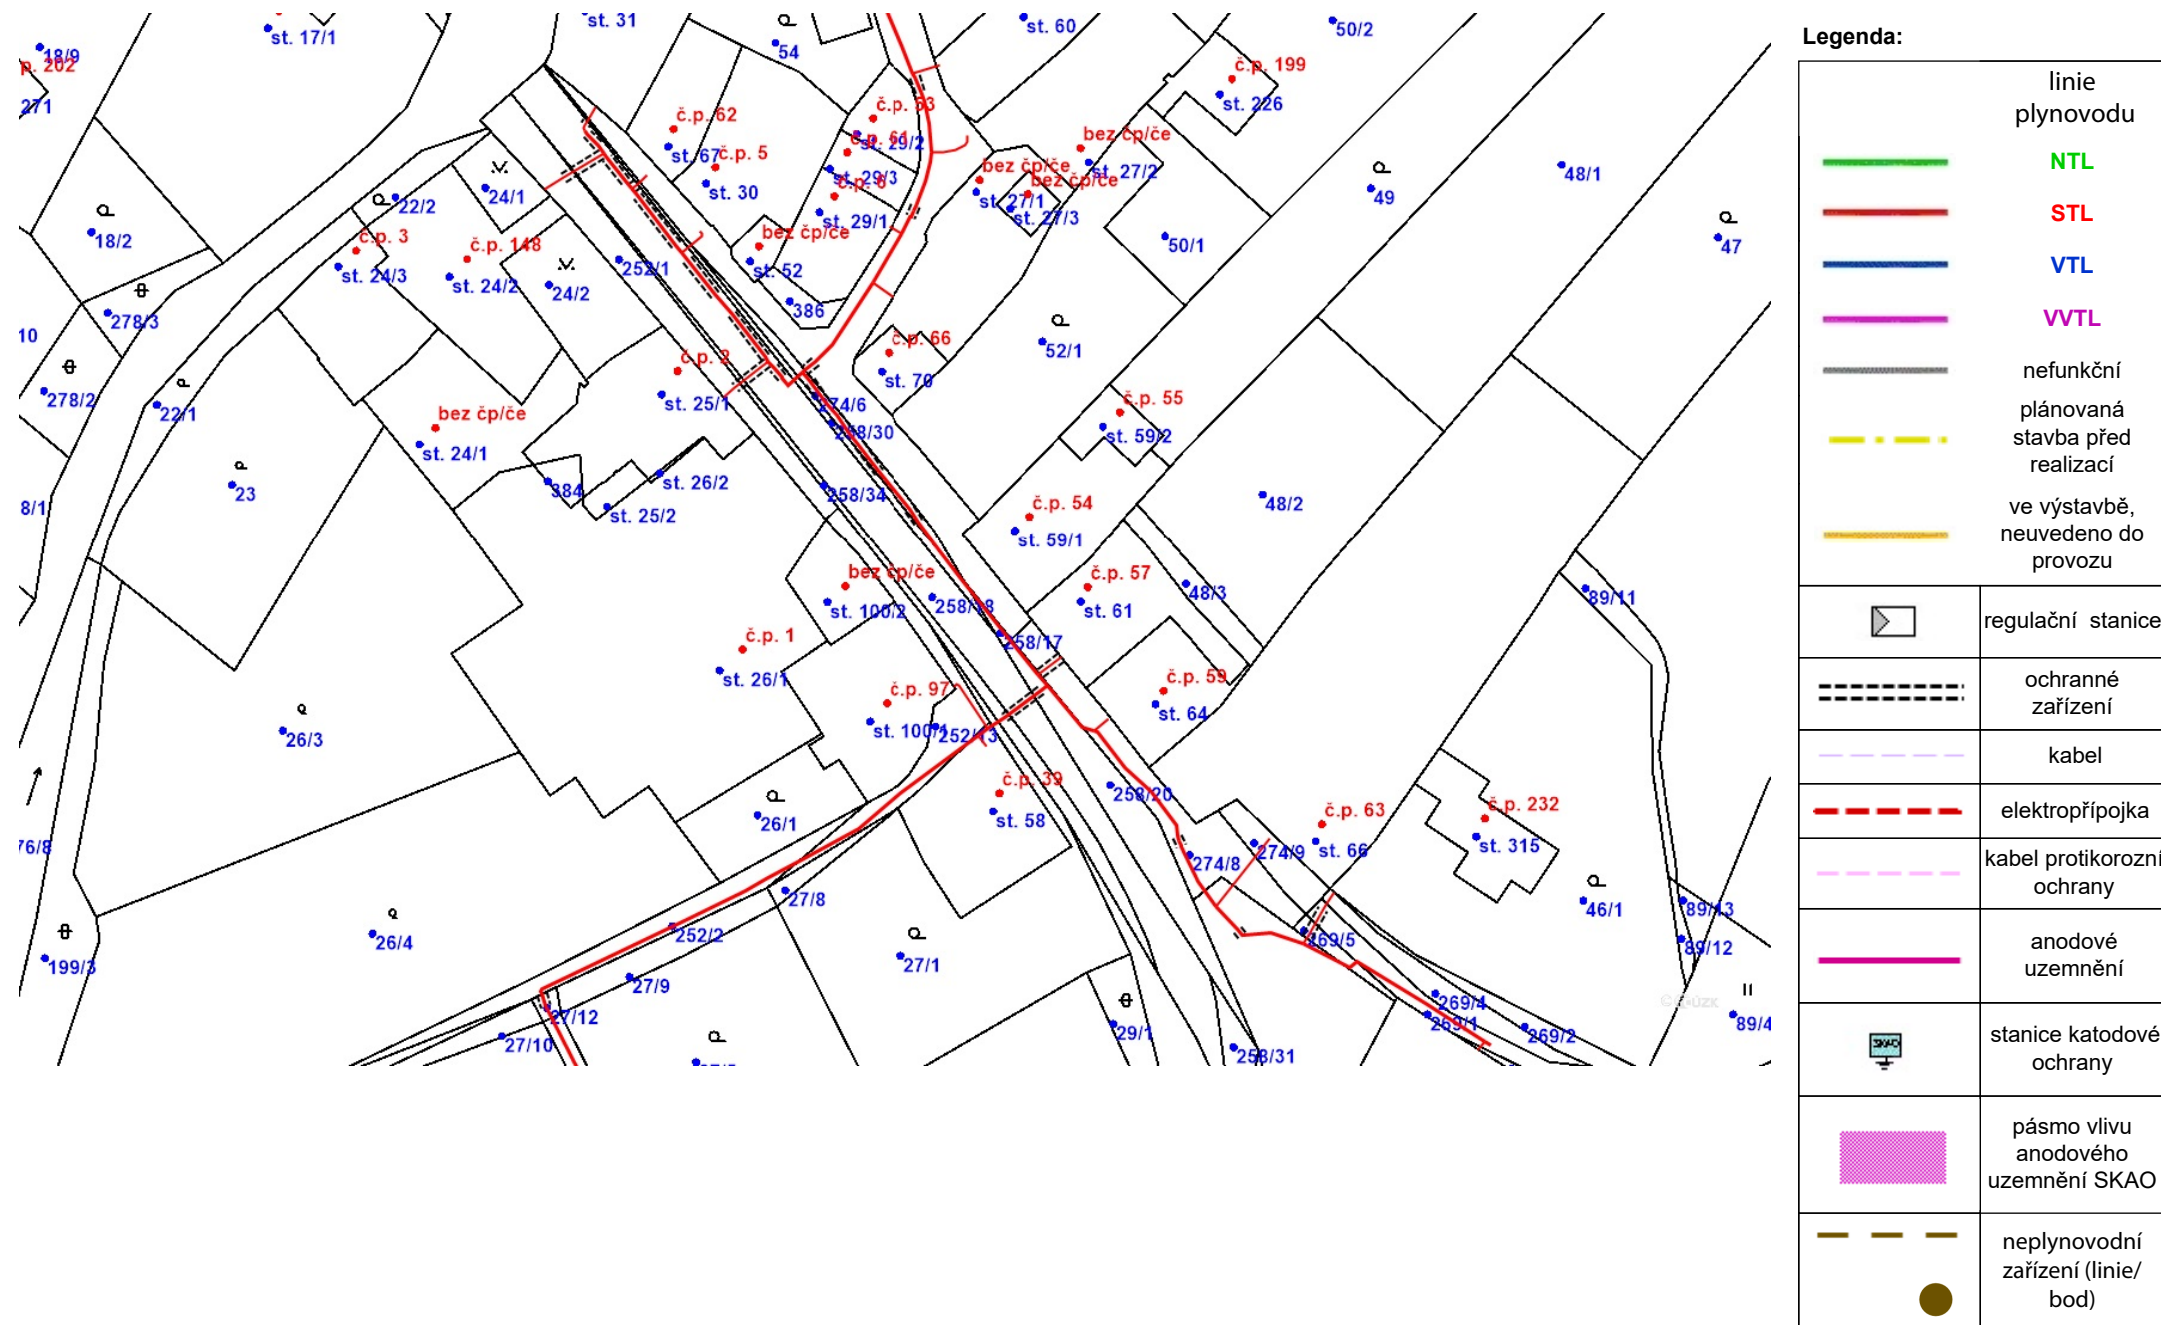 st. 17/1
st. 31
54
st. 60
50/2
18/9
p. 202
271
č.p. 62
st. 67
č.p. 5
st. 30
č.p. 53
č.p. 61
st. 29/2
st. 29/3
č.p. 6
st. 29/1
bez čp/če
st. 52
386
č.p. 199
st. 226
bez čp/če
st. 27/2
bez čp/če
st. 27/1
bez čp/če
st. 27/3
49
48/1
47
50/1
18/2
22/2
24/1
č.p. 3
st. 24/3
č.p. 148
st. 24/2
24/2
252/1
278/3
10
278/2
22/1
č.p. 2
st. 25/1
č.p. 66
st. 70
52/1
274/6
258/30
č.p. 55
st. 59/2
bez čp/če
st. 24/1
23
384
st. 26/2
st. 25/2
258/34
8/1
č.p. 54
st. 59/1
48/2
č.p. 57
st. 61
48/3
89/11
bez čp/če
st. 100/2
258/18
258/17
č.p. 1
st. 26/1
č.p. 97
st. 100/1
252/13
č.p. 59
st. 64
26/3
č.p. 39
st. 58
258/20
26/1
č.p. 63
st. 66
č.p. 232
st. 315
274/8
274/9
76/8
27/8
46/1
89/13
89/12
26/4
252/2
27/1
269/5
199/3
27/9
27/12
27/10
29/1
258/31
269/4
269/1
269/2
89/4
Legenda:
linie
plynovodu
NTL
STL
VTL
VVTL
nefunkční
plánovaná
stavba před
realizací
ve výstavbě,
neuvedeno do
provozu
regulační stanice
ochranné
zařízení
kabel
elektropřípojka
kabel protikorozní
ochrany
anodové
uzemnění
SKAO
stanice katodové
ochrany
pásmo vlivu
anodového
uzemnění SKAO
neplynovodní
zařízení (linie/
bod)